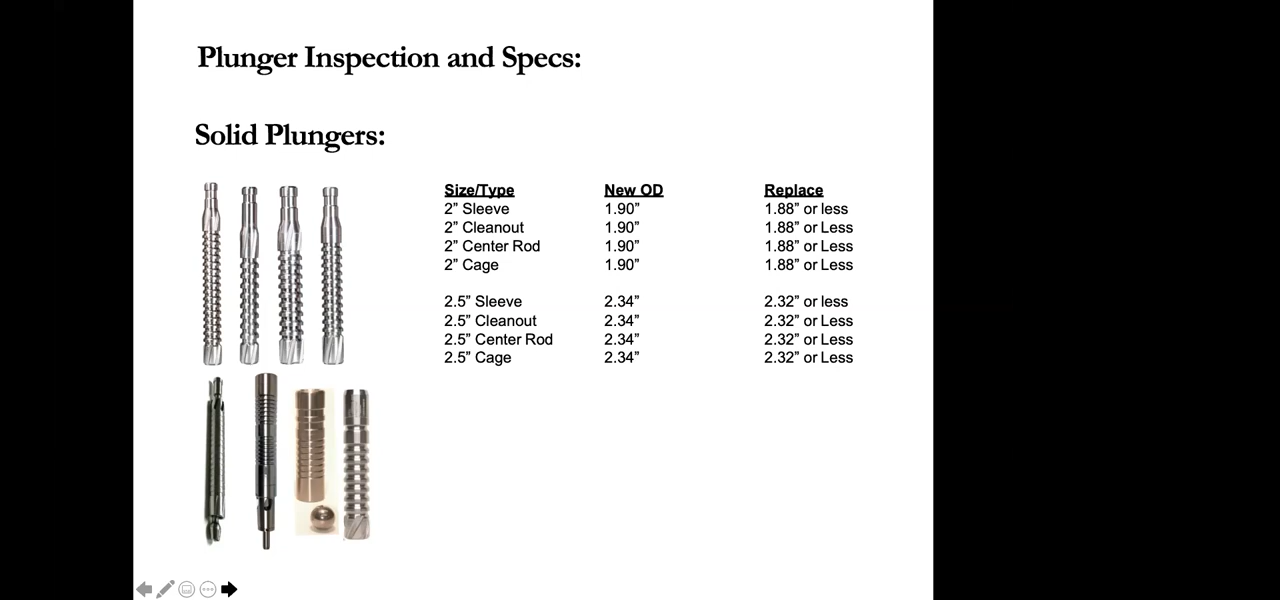 Plunger Inspection and Specs:
Solid Plungers:
Size/Type New OD Replace
2” Sleeve 1.90” 1.88” or less
2” Cleanout 1.90” 1.88” or Less
2” Center Rod 1.90” 1.88” or Less
2” Cage 1.90” 1.88” or Less
2.5” Sleeve 2.34” 2.32” or less
2.5” Cleanout 2.34” 2.32” or Less
2.5” Center Rod 2.34” 2.32” or Less
2.5” Cage 2.34” 2.32” or Less